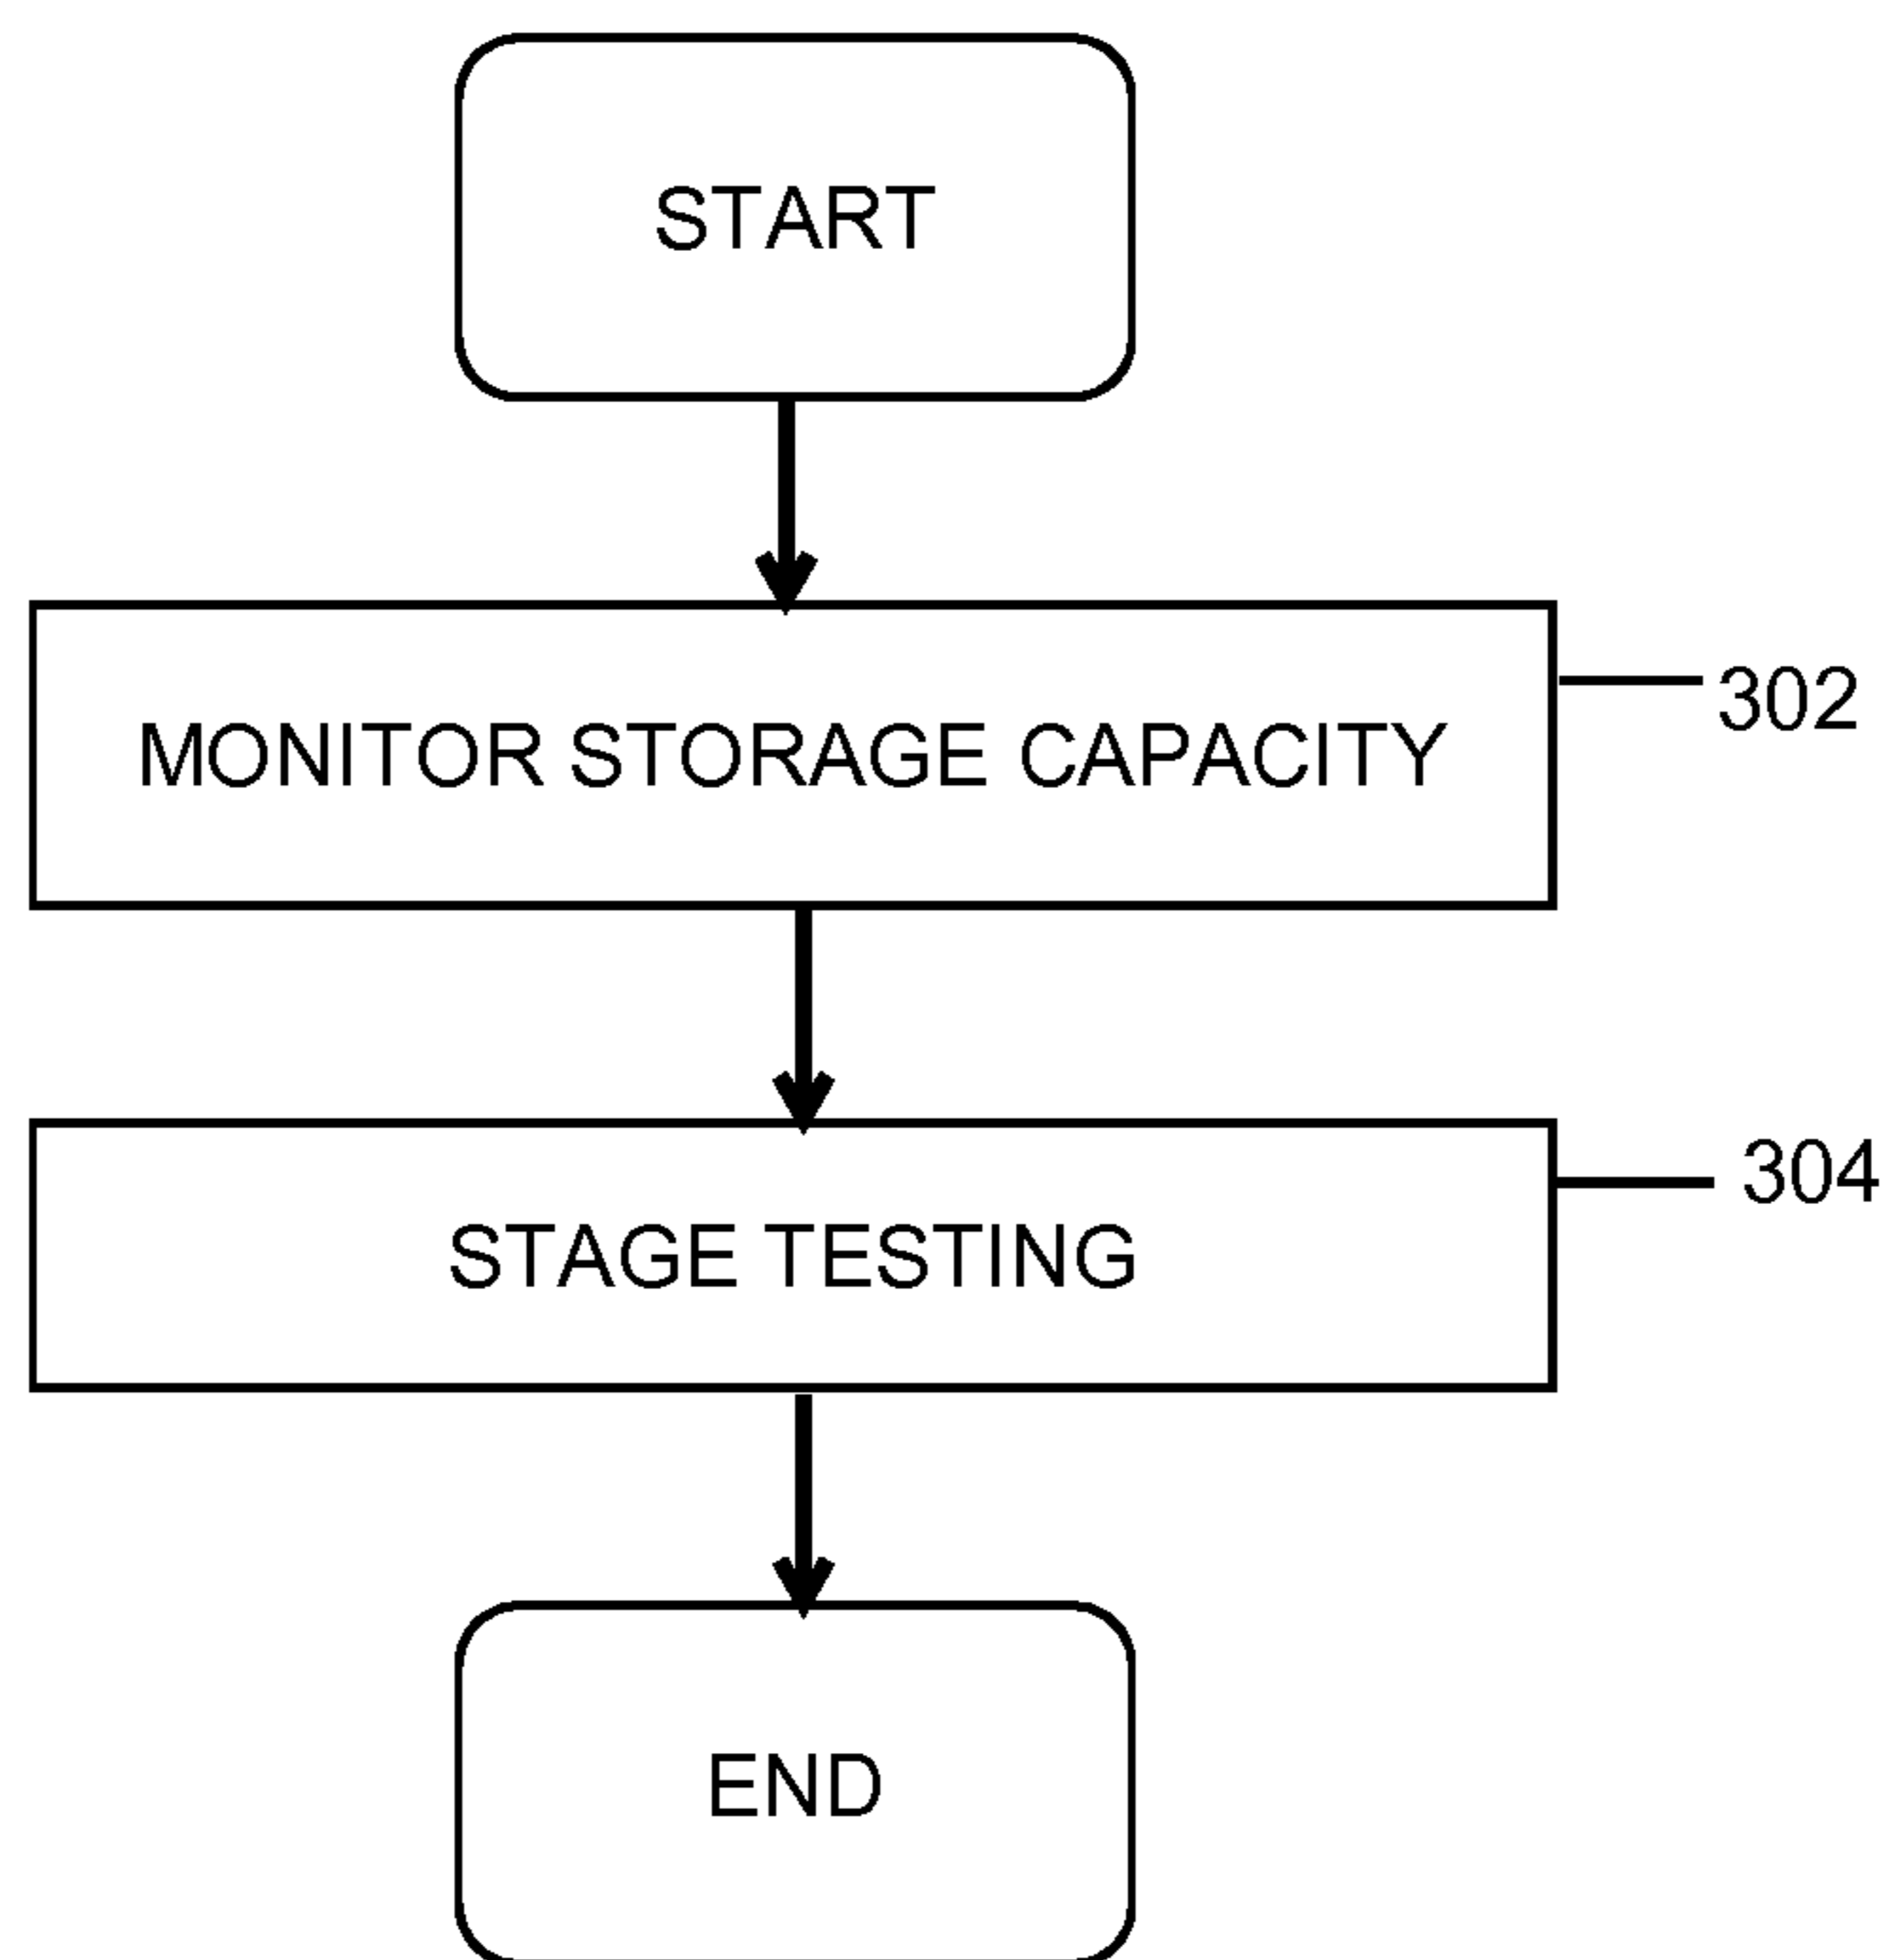 START
MONITOR STORAGE CAPACITY
302
STAGE TESTING
304
END